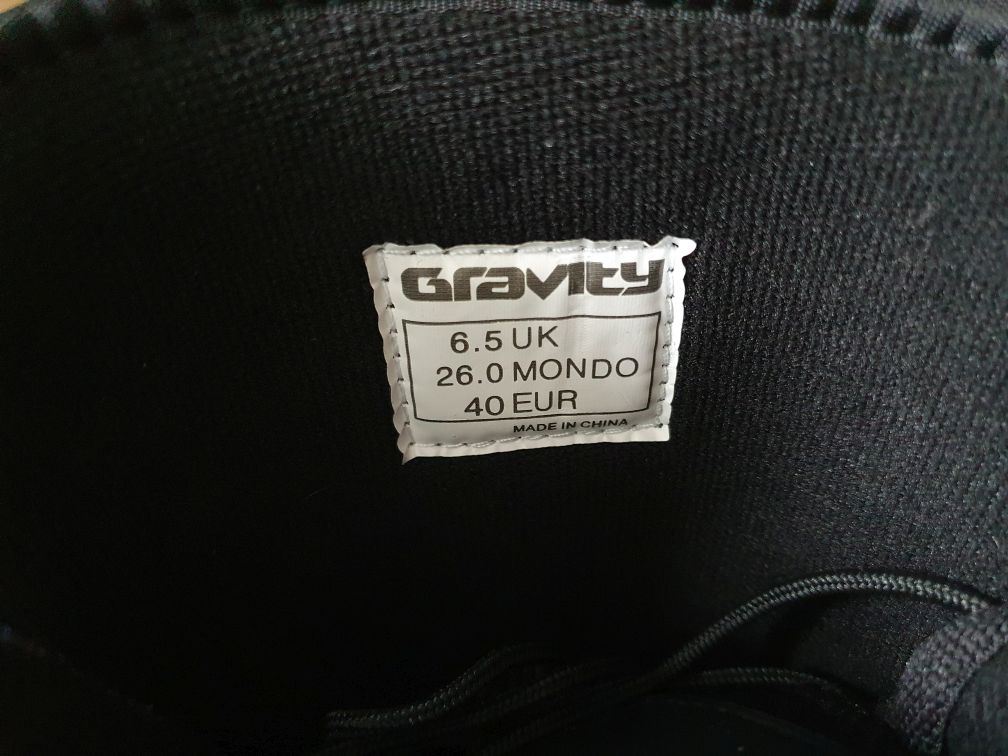 Gravity
6.5 UK
26.0 MONDO
40 EUR
MADE IN CHINA